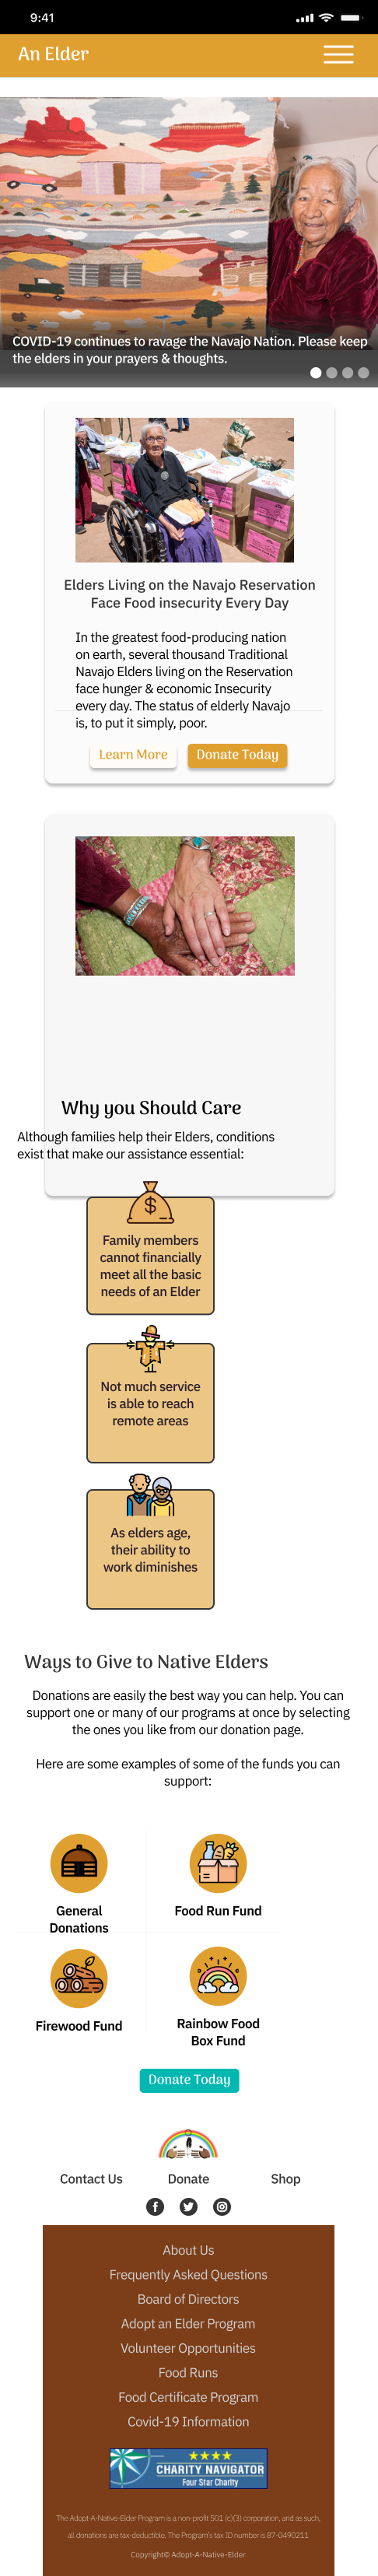 9:41
An Elder
COVID-19 continues to ravage the Navajo Nation. Please keep
the elders in your prayers & thoughts.
Elders Living on the Navajo Reservation
Face Food insecurity Every Day
In the greatest food-producing nation
on earth, several thousand Traditional
Navajo Elders living on the Reservation
face hunger & economic Insecurity
every day. The status of elderly Navajo
is, to put it simply, poor.
Learn More Donate Today
Why you Should Care
Although families help their Elders, conditions
exist that make our assistance essential:
$
Family members
cannot financially
meet all the basic
needs of an Elder
Not much service
is able to reach
remote areas
As elders age,
their ability to
work diminishes
Ways to Give to Native Elders
Donations are easily the best way you can help. You can
support one or many of our programs at once by selecting
the ones you like from our donation page.
Here are some examples of some of the funds you can
support:
General
Donations
Food Run Fund
Firewood Fund
Rainbow Food
Box Fund
Donate Today
Contact Us Donate Shop
About Us
Frequently Asked Questions
Board of Directors
Adopt an Elder Program
Volunteer Opportunities
Food Runs
Food Certificate Program
Covid-19 Information
CHARITY NAVIGATOR
Four Star Charity
The Adopt-A-Native-Elder Program is a non-profit 501 (c)(3) corporation, and as such,
all donations are tax-deductible. The Program's tax ID number is 87-0490211
Copyright© Adopt-A-Native-Elder